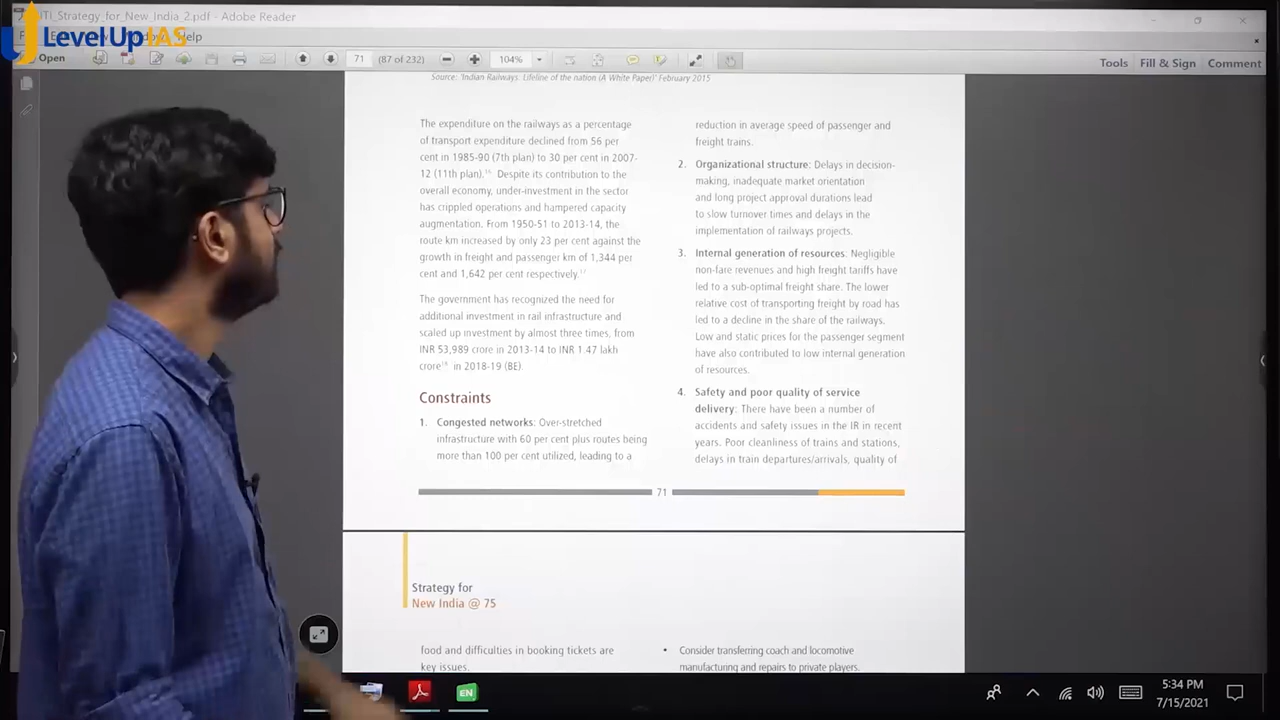 ITI_Strategy_for_New_India_2.pdf - Adobe Reader
LevelUpIAS
Help
Open
71
(87 of 232)
104%
Tools
Fill & Sign
Comment
Source: 'Indian Railways: Lifeline of the nation (A White Paper)' February 2015
The expenditure on the railways as a percentage
of transport expenditure declined from 56 per
cent in 1985-90 (7th plan) to 30 per cent in 2007-
12 (11th plan).¹⁶ Despite its contribution to the
overall economy, under-investment in the sector
has crippled operations and hampered capacity
augmentation. From 1950-51 to 2013-14, the
route km increased by only 23 per cent against the
growth in freight and passenger km of 1,344 per
cent and 1,642 per cent respectively.¹⁷
The government has recognized the need for
additional investment in rail infrastructure and
scaled up investment by almost three times, from
INR 53,989 crore in 2013-14 to INR 1.47 lakh
crore¹⁸ in 2018-19 (BE)
Constraints
1. Congested networks: Over-stretched
infrastructure with 60 per cent plus routes being
more than 100 per cent utilized, leading to a
reduction in average speed of passenger and
freight trains.
2. Organizational structure: Delays in decision-
making, inadequate market orientation
and long project approval durations lead
to slow turnover times and delays in the
implementation of railways projects.
3. Internal generation of resources: Negligible
non-fare revenues and high freight tariffs have
led to a sub-optimal freight share. The lower
relative cost of transporting freight by road has
led to a decline in the share of the railways.
Low and static prices for the passenger segment
have also contributed to low internal generation
of resources.
4. Safety and poor quality of service
delivery: There have been a number of
accidents and safety issues in the IR in recent
years. Poor cleanliness of trains and stations,
delays in train departures/arrivals, quality of
71
Strategy for
New India @ 75
food and difficulties in booking tickets are
key issues.
• Consider transferring coach and locomotive
manufacturing and repairs to private players.
EN
5:34 PM
7/15/2021